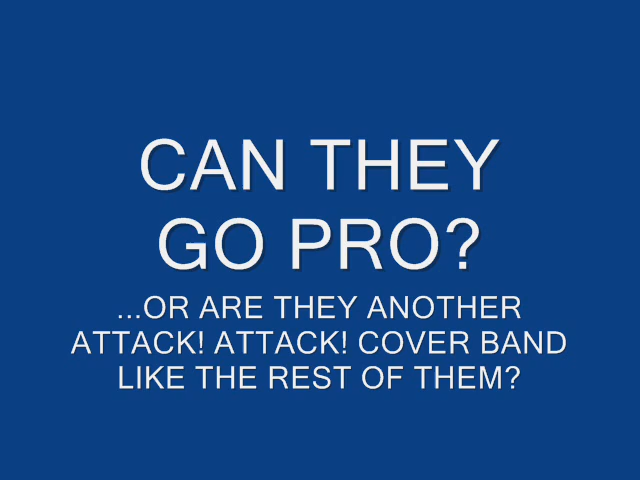 CAN THEY
GO PRO?
...OR ARE THEY ANOTHER
ATTACK! ATTACK! COVER BAND
LIKE THE REST OF THEM?